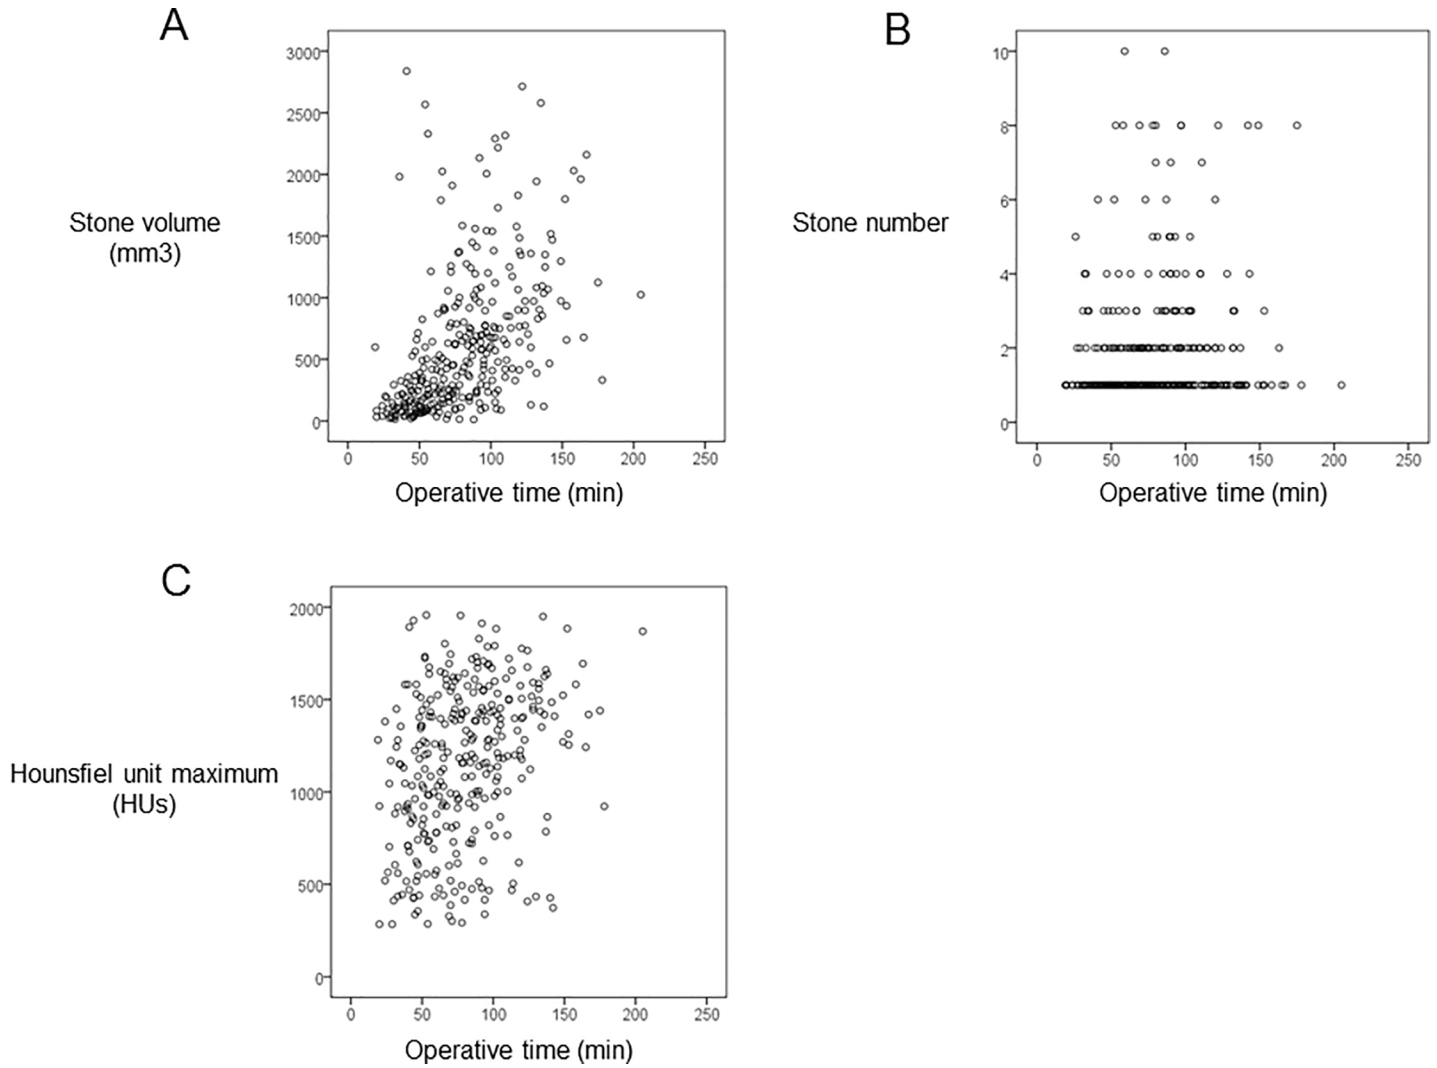 A
3000
2500
2000
1500
1000
500
0
Stone volume
(mm3)
0 50 100 150 200 250
Operative time (min)
B
10
8
6
4
2
0
Stone number
0 50 100 150 200 250
Operative time (min)
C
2000
1500
1000
500
0
Hounsfiel unit maximum
(HUs)
0 50 100 150 200 250
Operative time (min)